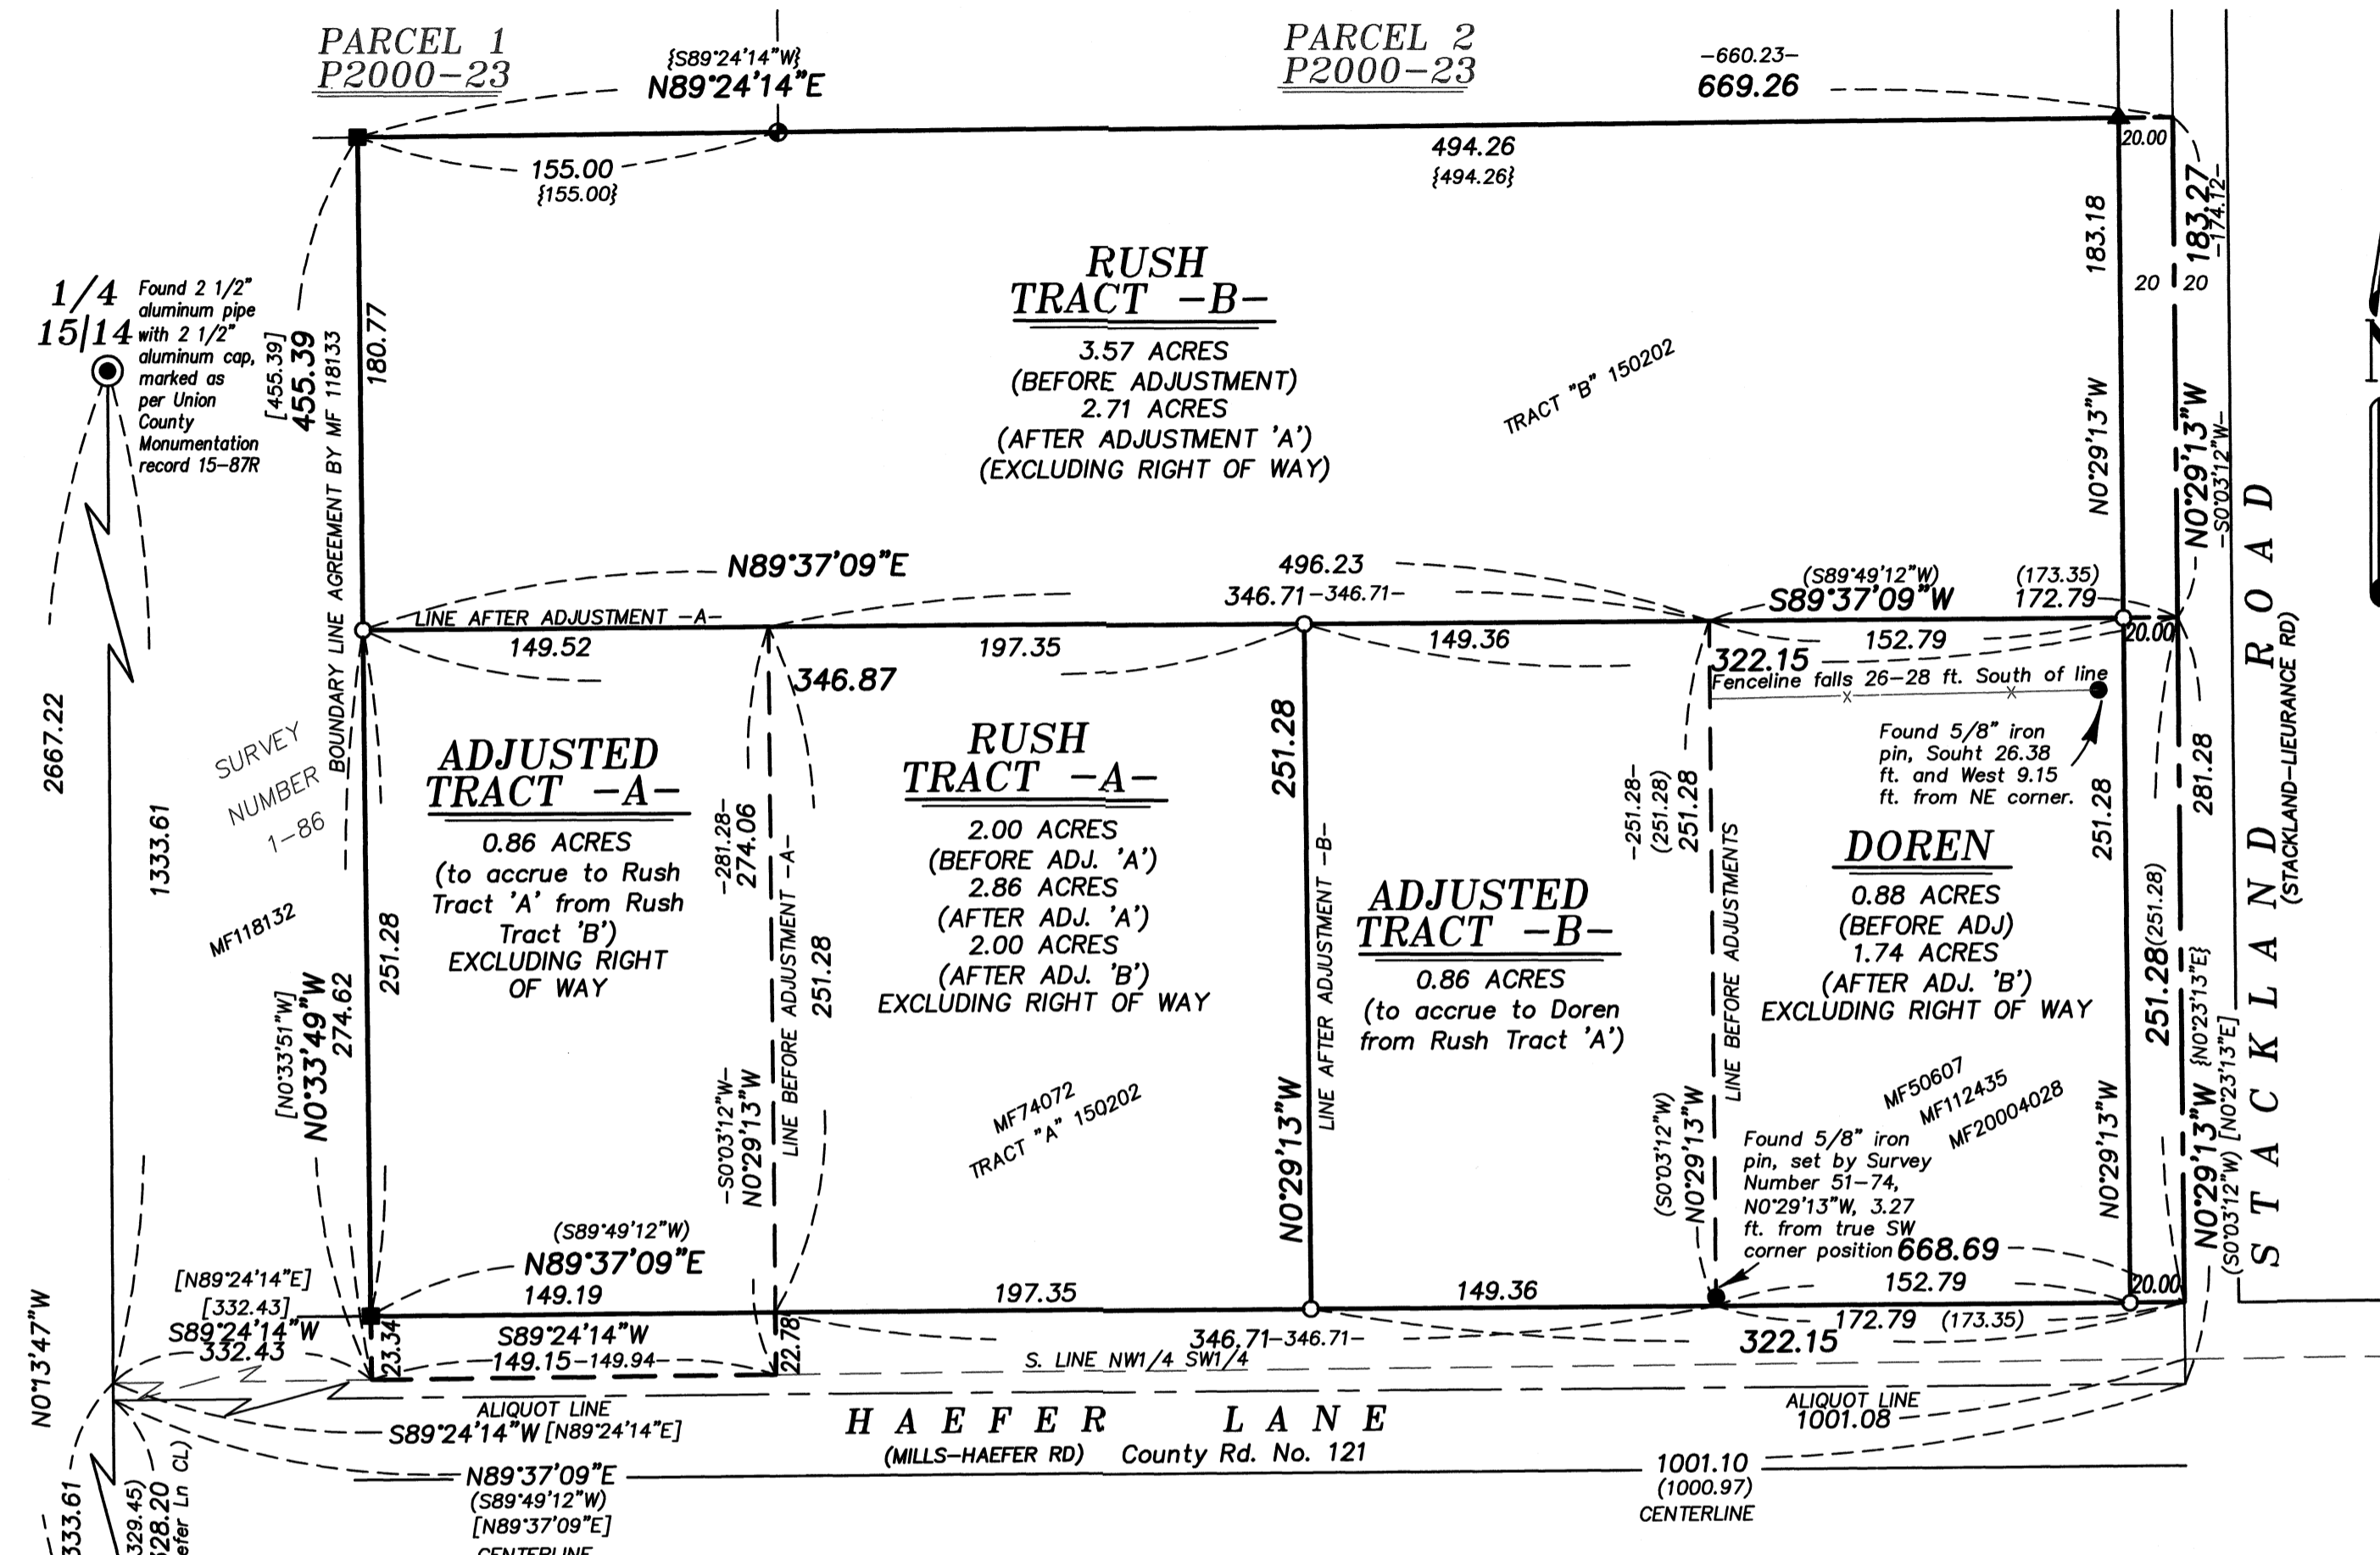 PARCEL 1
P2000-23
{S89°24'14"W}
N89°24'14"E
PARCEL 2
P2000-23
-660.23-
669.26
155.00
{155.00}
494.26
{494.26}
20.00
183.27
-174.12-
183.18
20
20
1/4
15|14
Found 2 1/2"
aluminum pipe
with 2 1/2"
aluminum cap,
marked as
per Union
County
Monumentation
record 15-87R
[455.39]
455.39
BOUNDARY LINE AGREEMENT BY MF 118133
180.77
RUSH
TRACT -B-
3.57 ACRES
(BEFORE ADJUSTMENT)
2.71 ACRES
(AFTER ADJUSTMENT 'A')
(EXCLUDING RIGHT OF WAY)
TRACT "B" 150202
N0°29'13"W
N0°29'13"W
-S0°03'12"W-
N89°37'09"E
496.23
346.71-346.71-
(S89°49'12"W)
S89°37'09"W
(173.35)
172.79
LINE AFTER ADJUSTMENT -A-
149.52
197.35
149.36
152.79
20.00
346.87
322.15
Fenceline falls 26-28 ft. South of line
Found 5/8" iron
pin, Souht 26.38
ft. and West 9.15
ft. from NE corner.
2667.22
1333.61
SURVEY
NUMBER
1-86
MF118132
ADJUSTED
TRACT -A-
0.86 ACRES
(to accrue to Rush
Tract 'A' from Rush
Tract 'B')
EXCLUDING RIGHT
OF WAY
-281.28-
274.06
LINE BEFORE ADJUSTMENT -A-
251.28
RUSH
TRACT -A-
2.00 ACRES
(BEFORE ADJ. 'A')
2.86 ACRES
(AFTER ADJ. 'A')
2.00 ACRES
(AFTER ADJ. 'B')
EXCLUDING RIGHT OF WAY
251.28
LINE AFTER ADJUSTMENT -B-
ADJUSTED
TRACT -B-
0.86 ACRES
(to accrue to Doren
from Rush Tract 'A')
-251.28-
(251.28)
251.28
LINE BEFORE ADJUSTMENTS
DOREN
0.88 ACRES
(BEFORE ADJ)
1.74 ACRES
(AFTER ADJ. 'B')
EXCLUDING RIGHT OF WAY
251.28
281.28
251.28(251.28)
STACKLAND ROAD
(STACKLAND-LIEURANCE RD)
[N0°33'51"W]
N0°33'49"W
274.62
251.28
-S0°03'12"W-
N0°29'13"W
MF74072
TRACT "A" 150202
N0°29'13"W
(S0°03'12"W)
N0°29'13"W
MF50607
MF112435
MF20004028
Found 5/8" iron
pin, set by Survey
Number 51-74,
N0°29'13"W, 3.27
ft. from true SW
corner position
668.69
N0°29'13"W
N0°29'13"W {N0°23'13"E}
(S0°03'12"W) [N0°23'13"E]
(S89°49'12"W)
N89°37'09"E
149.19
197.35
149.36
152.79
20.00
[N89°24'14"E]
[332.43]
S89°24'14"W
332.43
23.34
S89°24'14"W
149.15-149.94-
22.78
346.71-346.71-
172.79 (173.35)
322.15
S. LINE NW1/4 SW1/4
N0°13'47"W
ALIQUOT LINE
S89°24'14"W [N89°24'14"E]
HAEFER LANE
(MILLS-HAEFER RD) County Rd. No. 121
ALIQUOT LINE
1001.08
N89°37'09"E
(S89°49'12"W)
[N89°37'09"E]
CENTERLINE
1001.10
(1000.97)
CENTERLINE
333.61
329.45)
328.20
efer Ln CL)